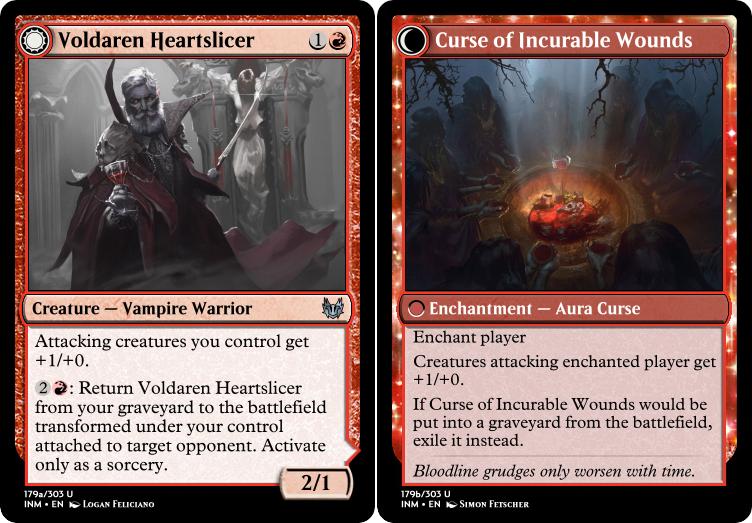 Voldaren Heartslicer
1
Creature — Vampire Warrior
Attacking creatures you control get
+1/+0.
2 : Return Voldaren Heartslicer
from your graveyard to the battlefield
transformed under your control
attached to target opponent. Activate
only as a sorcery.
2/1
179a/303 U
INM • EN Logan Feliciano
Curse of Incurable Wounds
Enchantment — Aura Curse
Enchant player
Creatures attacking enchanted player get
+1/+0.
If Curse of Incurable Wounds would be
put into a graveyard from the battlefield,
exile it instead.
Bloodline grudges only worsen with time.
179b/303 U
INM • EN Simon Fetscher